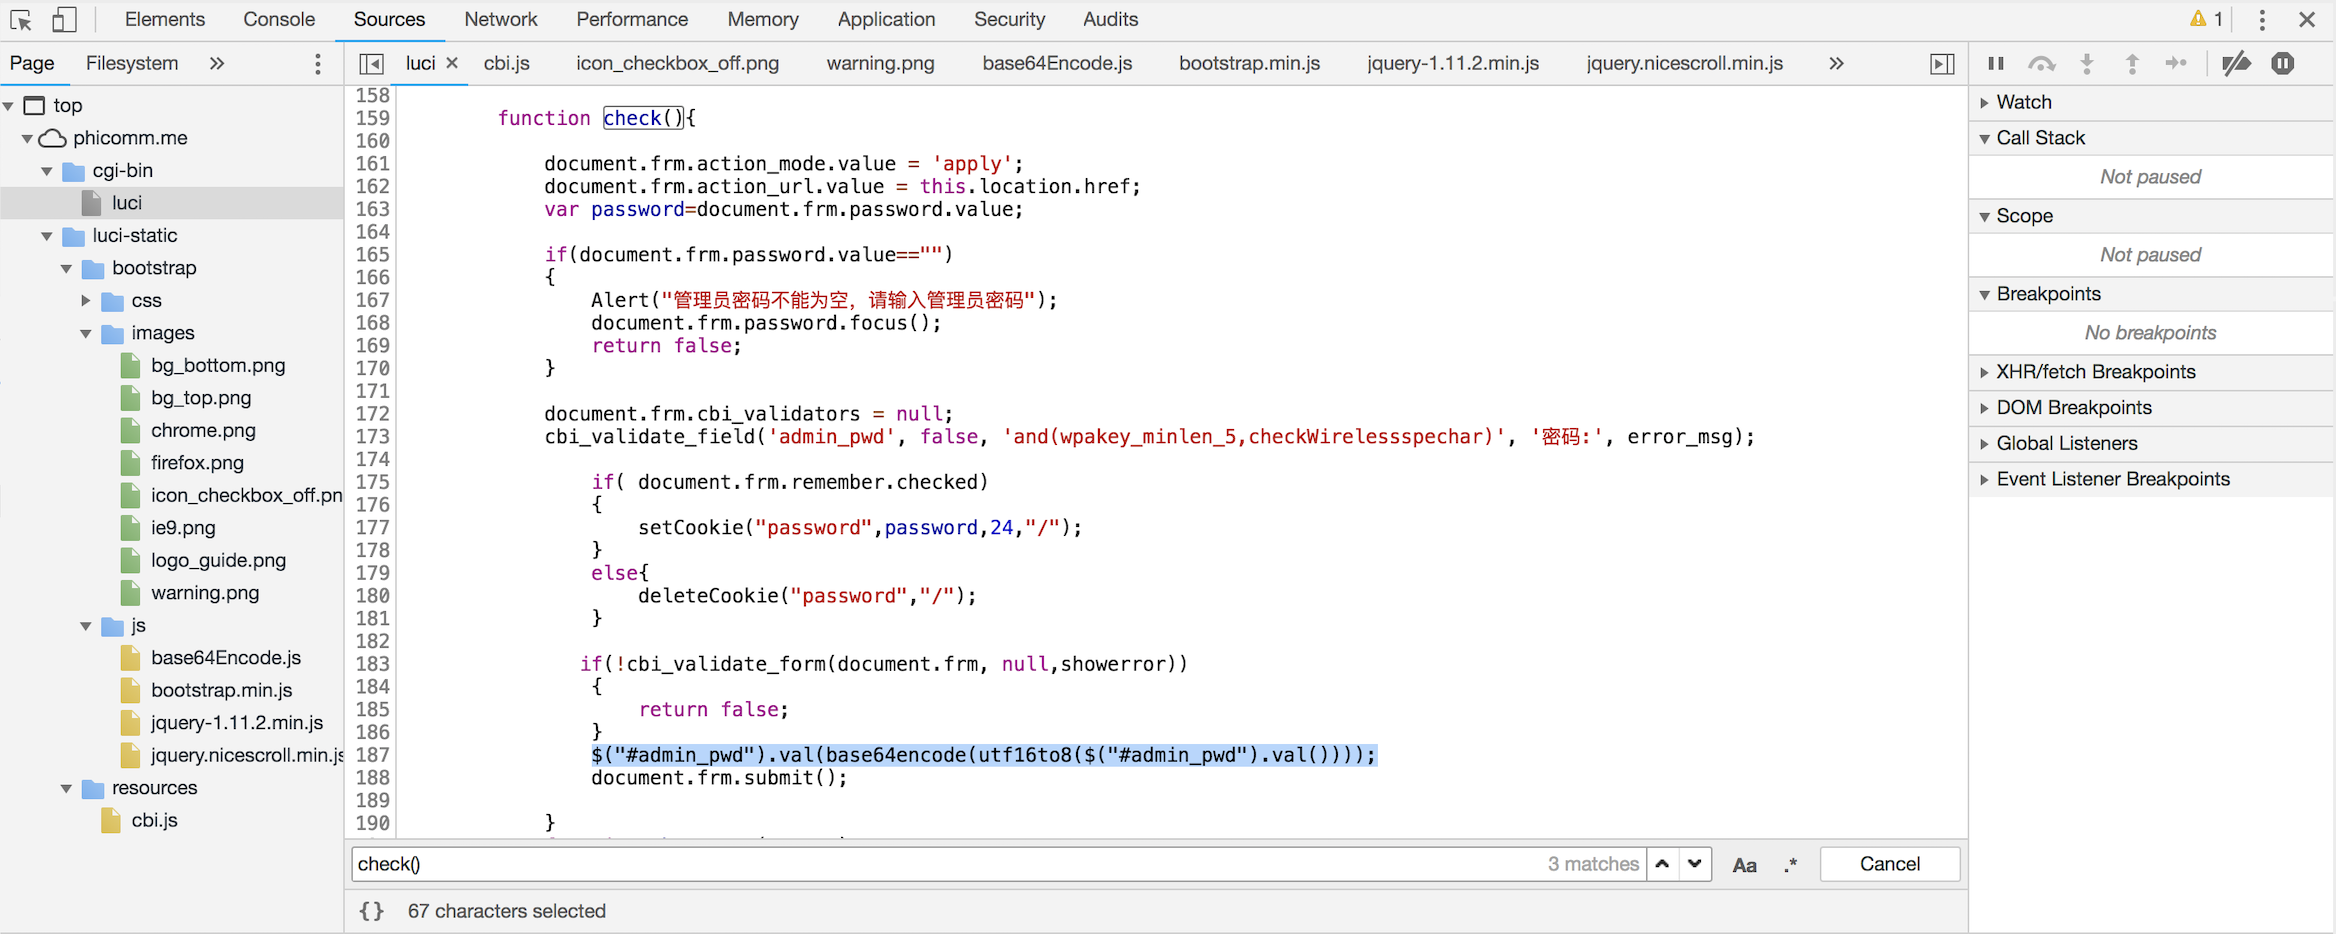 Elements Console Sources Network Performance Memory Application Security Audits 1
Page Filesystem »
luci × cbi.js icon_checkbox_off.png warning.png base64Encode.js bootstrap.min.js jquery-1.11.2.min.js jquery.nicescroll.min.js »
top
phicomm.me
cgi-bin
luci
luci-static
bootstrap
css
images
bg_bottom.png
bg_top.png
chrome.png
firefox.png
icon_checkbox_off.pn
ie9.png
logo_guide.png
warning.png
js
base64Encode.js
bootstrap.min.js
jquery-1.11.2.min.js
jquery.nicescroll.min.js
resources
cbi.js
158
159 function check(){
160
161 document.frm.action_mode.value = 'apply';
162 document.frm.action_url.value = this.location.href;
163 var password=document.frm.password.value;
164
165 if(document.frm.password.value=="")
166 {
167 Alert("管理员密码不能为空，请输入管理员密码");
168 document.frm.password.focus();
169 return false;
170 }
171
172 document.frm.cbi_validators = null;
173 cbi_validate_field('admin_pwd', false, 'and(wpakey_minlen_5,checkWirelessspechar)', '密码:', error_msg);
174
175 if( document.frm.remember.checked)
176 {
177 setCookie("password",password,24,"/");
178 }
179 else{
180 deleteCookie("password","/");
181 }
182
183 if(!cbi_validate_form(document.frm, null,showerror))
184 {
185 return false;
186 }
187 $("#admin_pwd").val(base64encode(utf16to8($("#admin_pwd").val())));
188 document.frm.submit();
189
190 }
check() 3 matches Aa .* Cancel
{} 67 characters selected
Watch
Call Stack
Not paused
Scope
Not paused
Breakpoints
No breakpoints
XHR/fetch Breakpoints
DOM Breakpoints
Global Listeners
Event Listener Breakpoints